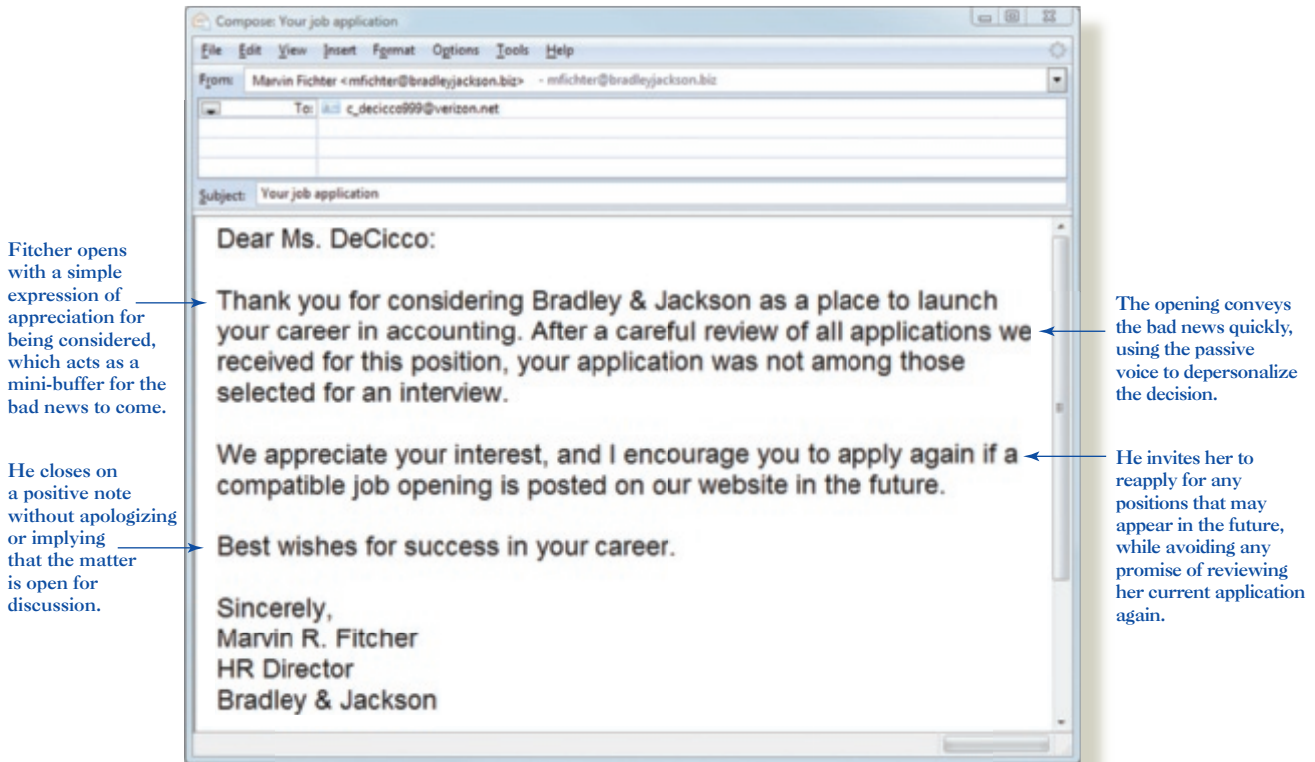 Compose: Your job application
File Edit View Insert Format Options Tools Help
From: Marvin Fichter <mfichter@bradleyjackson.biz> - mfichter@bradleyjackson.biz
To: c_decicco999@verizon.net
Subject: Your job application
Dear Ms. DeCicco:
Thank you for considering Bradley & Jackson as a place to launch
your career in accounting. After a careful review of all applications we
received for this position, your application was not among those
selected for an interview.
We appreciate your interest, and I encourage you to apply again if a
compatible job opening is posted on our website in the future.
Best wishes for success in your career.
Sincerely,
Marvin R. Fitcher
HR Director
Bradley & Jackson
Fitcher opens
with a simple
expression of
appreciation for
being considered,
which acts as a
mini-buffer for the
bad news to come.
He closes on
a positive note
without apologizing
or implying
that the matter
is open for
discussion.
The opening conveys
the bad news quickly,
using the passive
voice to depersonalize
the decision.
He invites her to
reapply for any
positions that may
appear in the future,
while avoiding any
promise of reviewing
her current application
again.